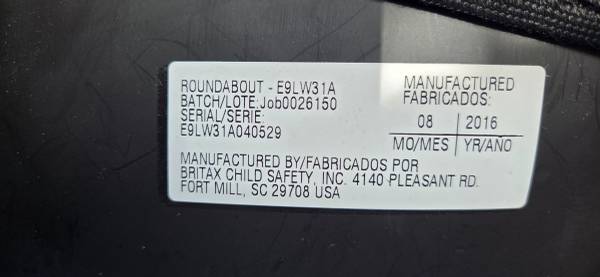 ROUNDABOUT - E9LW31A
BATCH/LOTE:Job0026150
SERIAL/SERIE:
E9LW31A040529
MANUFACTURED
FABRICADOS:
08 | 2016
MO/MES | YR/AÑO
MANUFACTURED BY/FABRICADOS POR
BRITAX CHILD SAFETY, INC. 4140 PLEASANT RD.
FORT MILL, SC 29708 USA